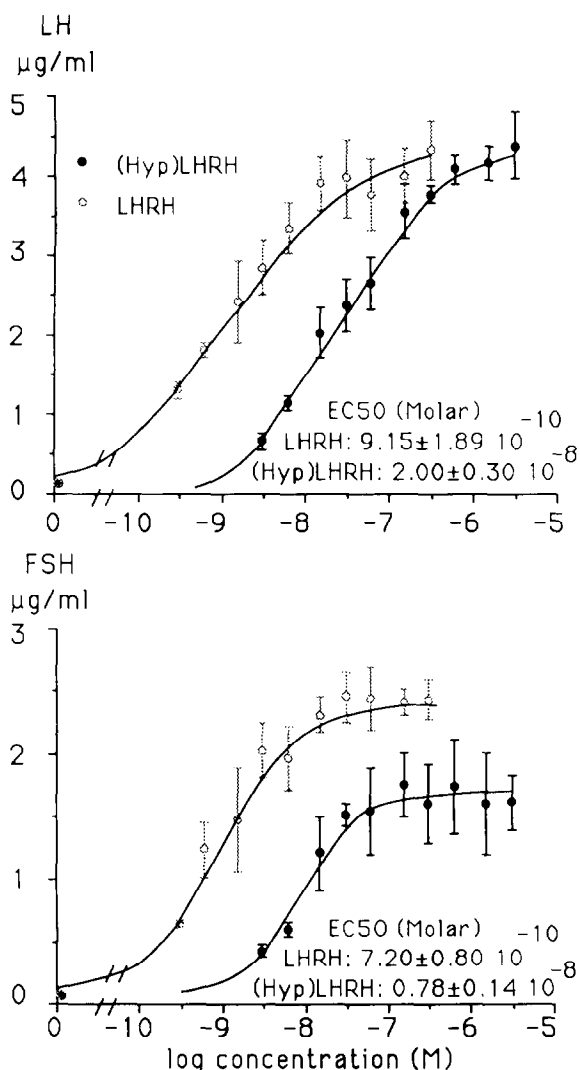 LH
µg/ml
5
4
3
2
1
0
(Hyp)LHRH
LHRH
EC50 (Molar)
LHRH: 9.15±1.89 10 -10
(Hyp)LHRH: 2.00±0.30 10 -8
0 -10 -9 -8 -7 -6 -5
FSH
µg/ml
3
2
1
0
EC50 (Molar)
LHRH: 7.20±0.80 10 -10
(Hyp)LHRH: 0.78±0.14 10 -8
0 -10 -9 -8 -7 -6 -5
log concentration (M)